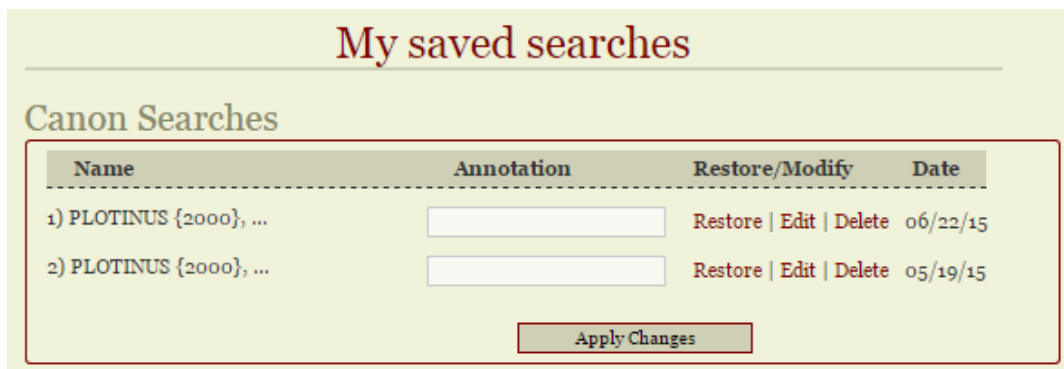 My saved searches
Canon Searches
Name Annotation Restore/Modify Date
1) PLOTINUS {2000}, ... Restore | Edit | Delete 06/22/15
2) PLOTINUS {2000}, ... Restore | Edit | Delete 05/19/15
Apply Changes